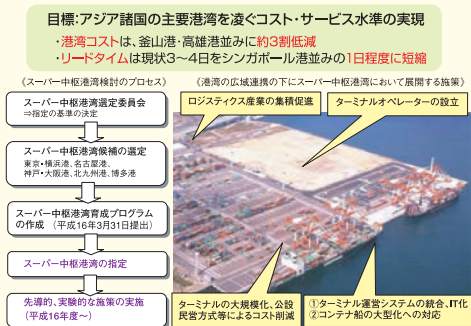 目標:アジア諸国の主要港湾を凌ぐコスト・サービス水準の実現
・港湾コストは、釜山港・高雄港並みに約3割低減
・リードタイムは現状3～4日をシンガポール港並みの1日程度に短縮
《スーパー中枢港湾検討のプロセス》
スーパー中枢港湾選定委員会
⇒指定の基準の決定
スーパー中枢港湾候補の選定
東京・横浜港、名古屋港、
神戸・大阪港、北九州港、博多港
スーパー中枢港湾育成プログラム
の作成（平成16年3月31日提出）
スーパー中枢港湾の指定
先導的、実験的な施策の実施
（平成16年度～）
《港湾の広域連携の下にスーパー中枢港湾において展開する施策》
ロジスティクス産業の集積促進
ターミナルオペレーターの設立
ターミナルの大規模化、公設
民営方式等によるコスト削減
①ターミナル運営システムの統合、IT化
②コンテナ船の大型化への対応